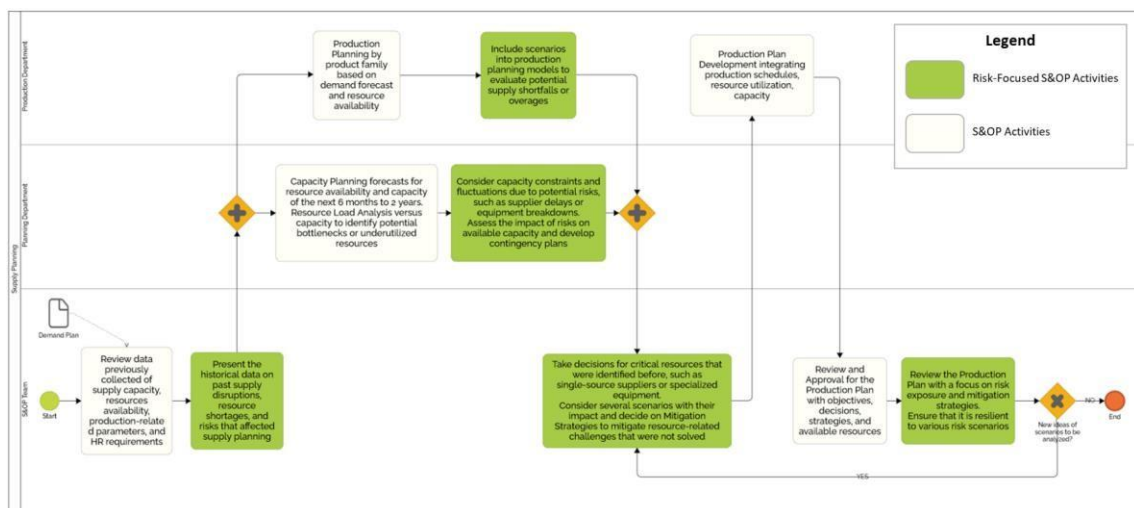 Supply Planning
Production Department
Production
Planning by
product family
based on
demand forecast
and resource
availability
Include scenarios
into production
planning models to
evaluate potential
supply shortfalls or
overages
Production Plan
Development integrating
production schedules,
resource utilization,
capacity
Legend
Risk-Focused S&OP Activities
S&OP Activities
Planning Department
Capacity Planning forecasts for
resource availability and capacity
of the next 6 months to 2 years.
Resource Load Analysis versus
capacity to identify potential
bottlenecks or underutilized
resources
Consider capacity constraints and
fluctuations due to potential risks,
such as supplier delays or
equipment breakdowns.
Assess the impact of risks on
available capacity and develop
contingency plans
S&OP Team
Demand Plan
Start
Review data
previously
collected of
supply capacity,
resources
availability,
production-relate
d parameters, and
HR requirements
Present the
historical data on
past supply
disruptions,
resource
shortages, and
risks that affected
supply planning
Take decisions for critical resources that
were identified before, such as
single-source suppliers or specialized
equipment.
Consider several scenarios with their
impact and decide on Mitigation
Strategies to mitigate resource-related
challenges that were not solved
Review and
Approval for the
Production Plan
with objectives,
decisions,
strategies, and
available resources
Review the Production
Plan with a focus on risk
exposure and mitigation
strategies.
Ensure that it is resilient
to various risk scenarios
New ideas of
scenarios to be
analyzed?
NO
End
YES